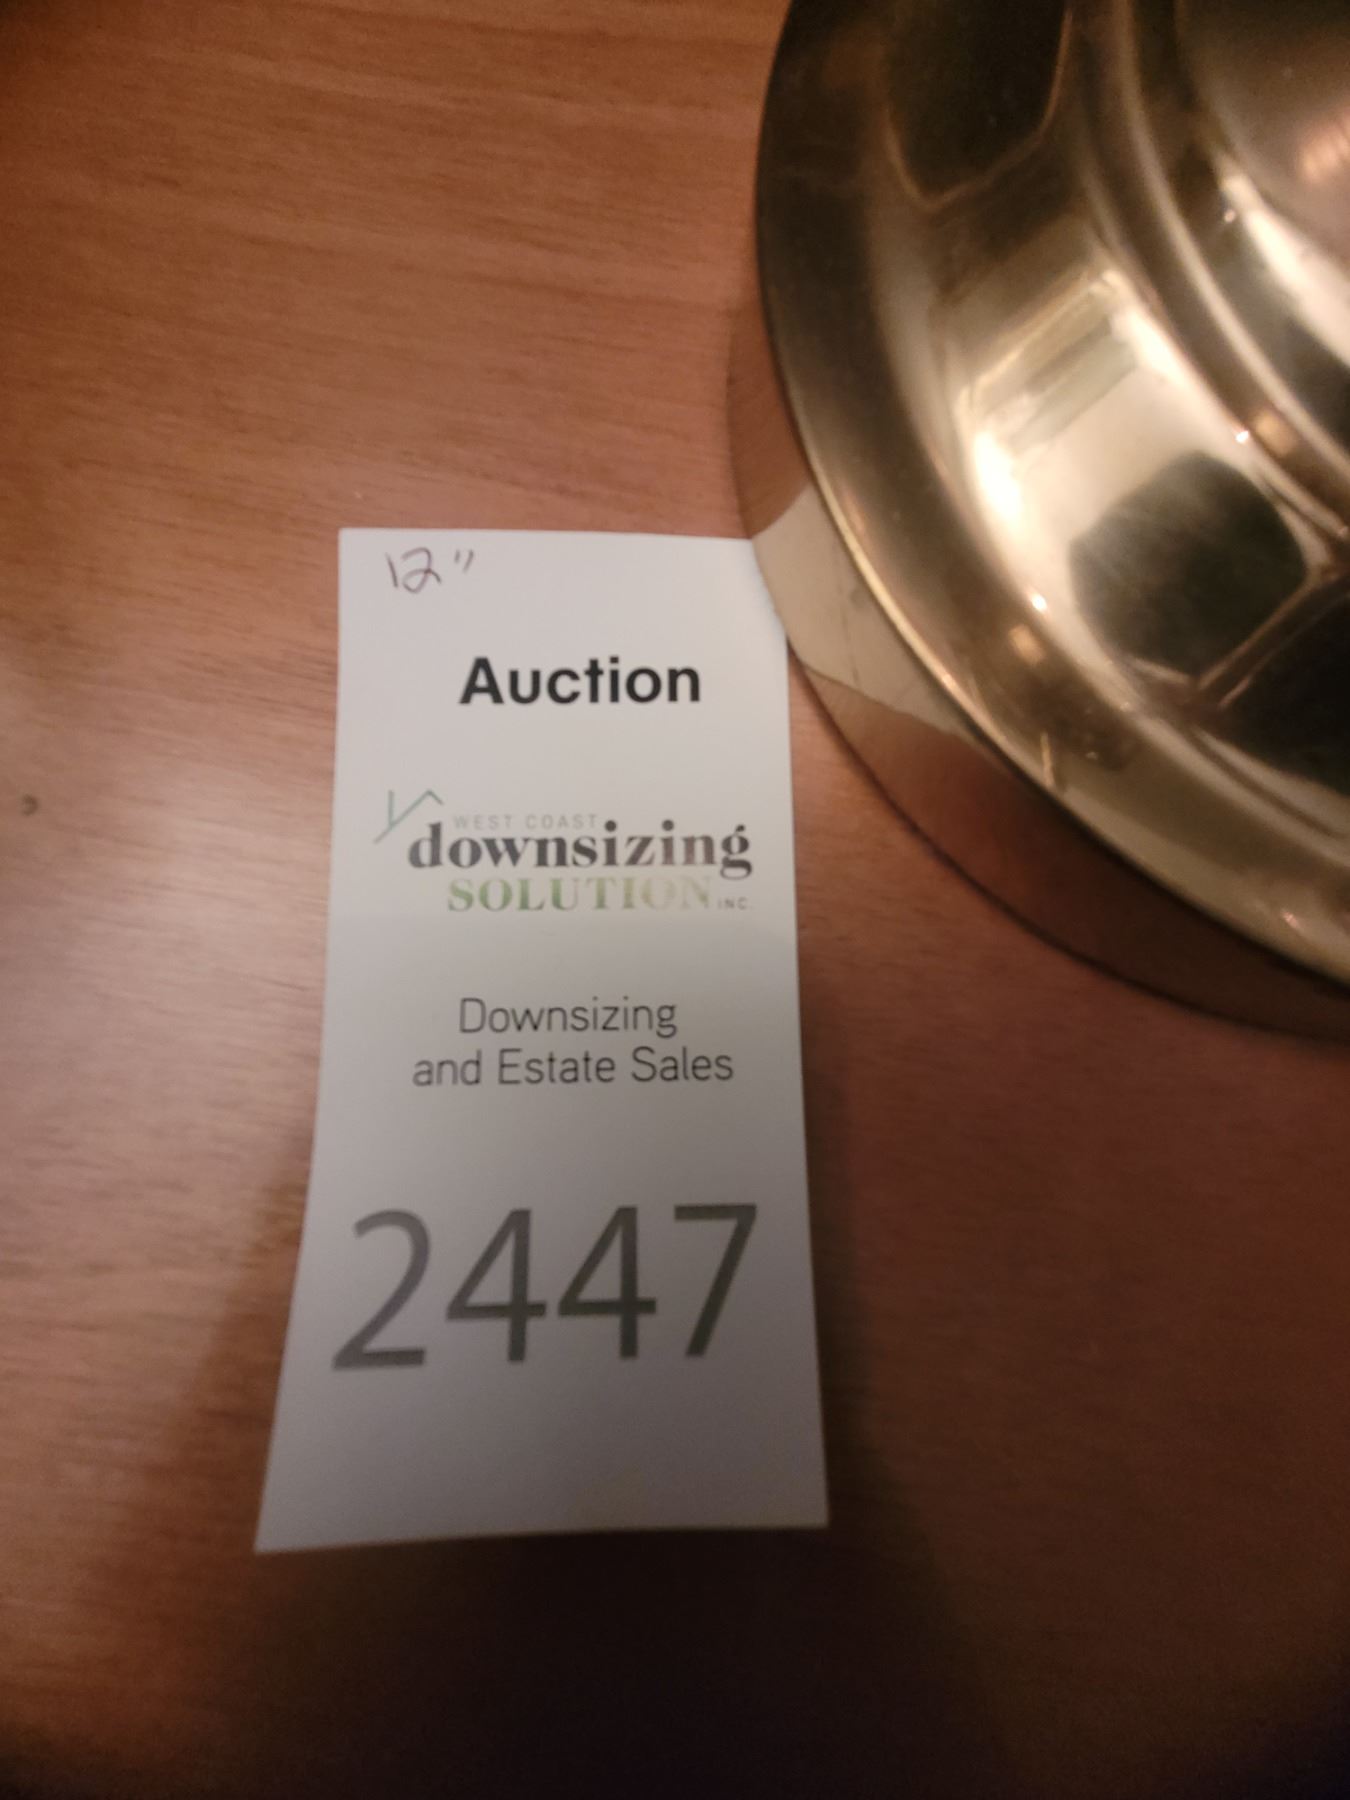 12"
Auction
WEST COAST
downsizing
SOLUTION INC.
Downsizing
and Estate Sales
2447